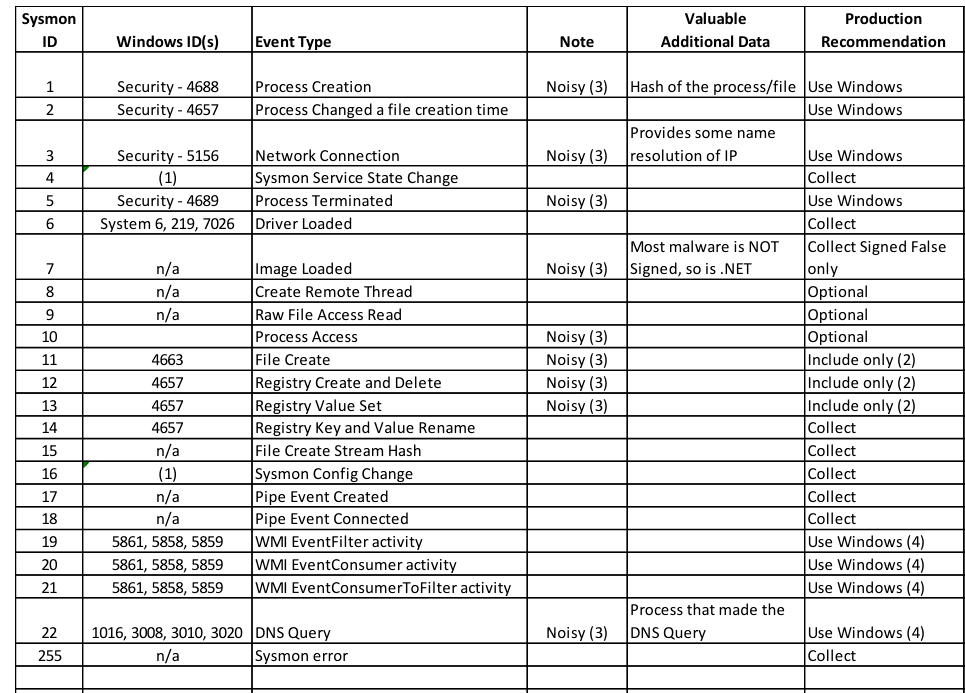 Sysmon ID Windows ID(s) Event Type Note Valuable Additional Data Production Recommendation
1 Security - 4688 Process Creation Noisy (3) Hash of the process/file Use Windows
2 Security - 4657 Process Changed a file creation time Use Windows
3 Security - 5156 Network Connection Noisy (3) Provides some name resolution of IP Use Windows
4 (1) Sysmon Service State Change Collect
5 Security - 4689 Process Terminated Noisy (3) Use Windows
6 System 6, 219, 7026 Driver Loaded Collect
7 n/a Image Loaded Noisy (3) Most malware is NOT Signed, so is .NET Collect Signed False only
8 n/a Create Remote Thread Optional
9 n/a Raw File Access Read Optional
10 Process Access Noisy (3) Optional
11 4663 File Create Noisy (3) Include only (2)
12 4657 Registry Create and Delete Noisy (3) Include only (2)
13 4657 Registry Value Set Noisy (3) Include only (2)
14 4657 Registry Key and Value Rename Collect
15 n/a File Create Stream Hash Collect
16 (1) Sysmon Config Change Collect
17 n/a Pipe Event Created Collect
18 n/a Pipe Event Connected Collect
19 5861, 5858, 5859 WMI EventFilter activity Use Windows (4)
20 5861, 5858, 5859 WMI EventConsumer activity Use Windows (4)
21 5861, 5858, 5859 WMI EventConsumerToFilter activity Use Windows (4)
22 1016, 3008, 3010, 3020 DNS Query Noisy (3) Process that made the DNS Query Use Windows (4)
255 n/a Sysmon error Collect